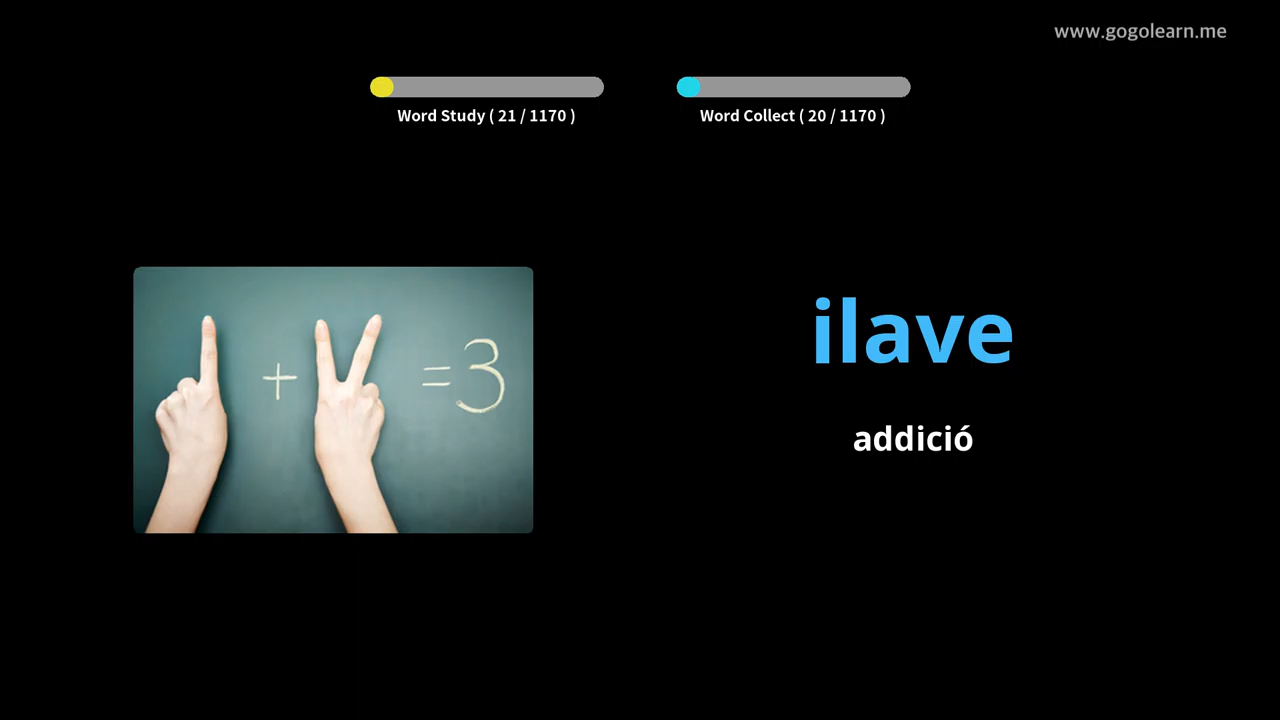 www.gogolearn.me
Word Study ( 21 / 1170 )
Word Collect ( 20 / 1170 )
+ = 3
ilave
addició